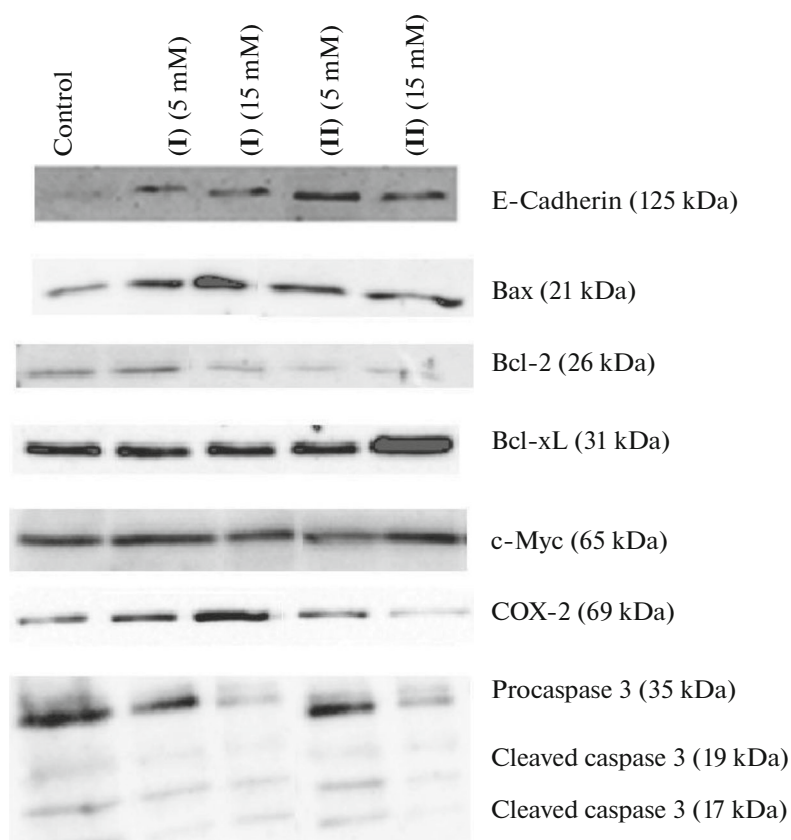 Control
(I) (5 mM)
(I) (15 mM)
(II) (5 mM)
(II) (15 mM)
E-Cadherin (125 kDa)
Bax (21 kDa)
Bcl-2 (26 kDa)
Bcl-xL (31 kDa)
c-Myc (65 kDa)
COX-2 (69 kDa)
Procaspase 3 (35 kDa)
Cleaved caspase 3 (19 kDa)
Cleaved caspase 3 (17 kDa)